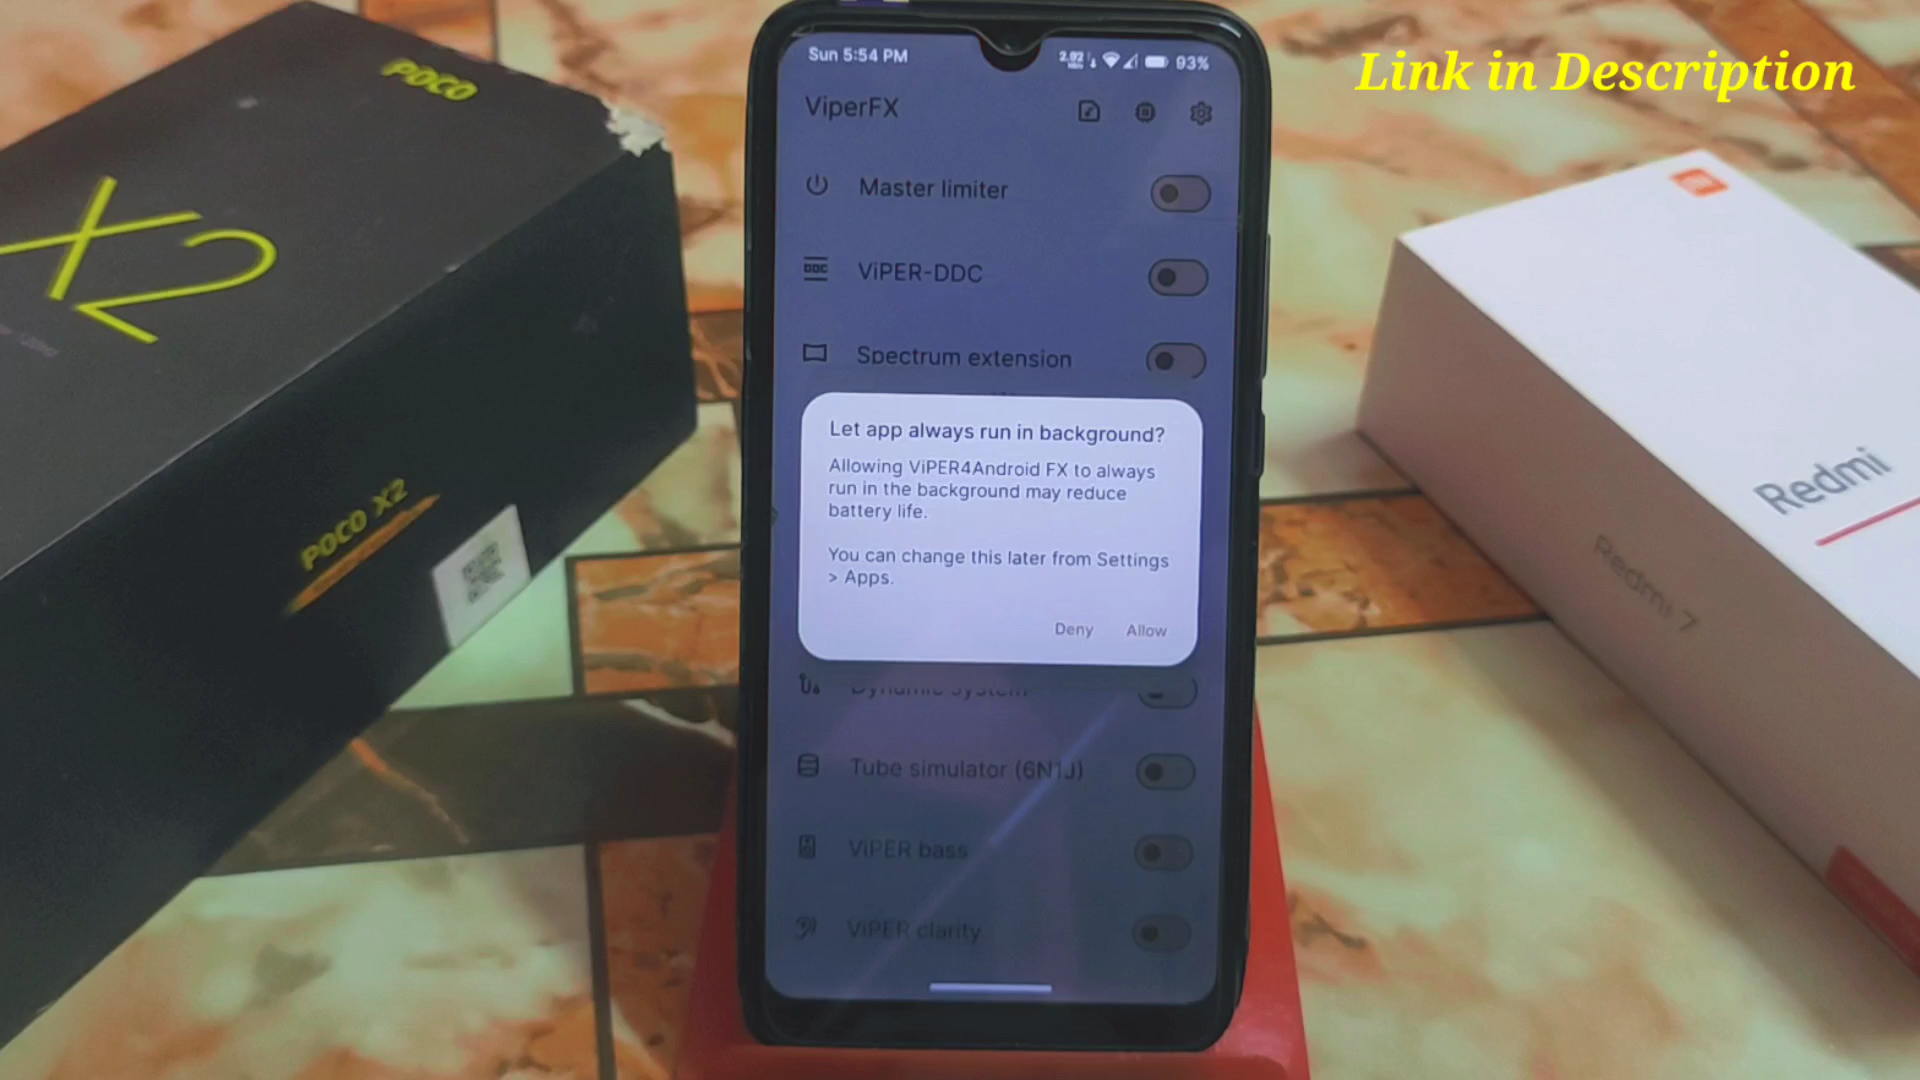 Link in Description
POCO
X2
POCO X2
Sun 5:54 PM
93%
ViperFX
Master limiter
DDC
ViPER-DDC
Spectrum extension
Let app always run in background?
Allowing ViPER4Android FX to always
run in the background may reduce
battery life.
You can change this later from Settings
> Apps.
Deny Allow
Dynamic system
Tube simulator (6N1J)
ViPER bass
ViPER clarity
Redmi
Redmi 7